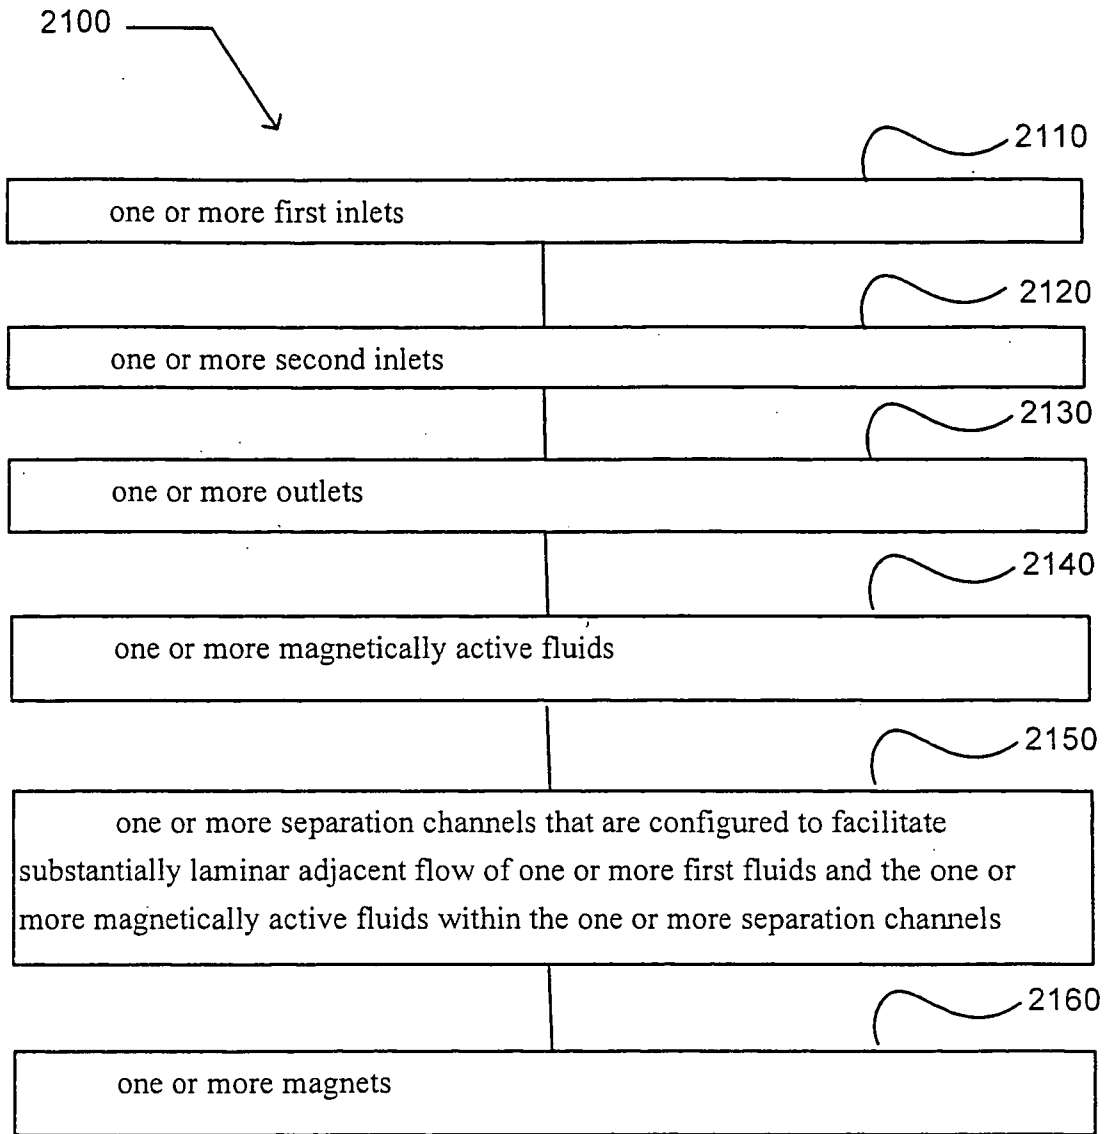 2100
2110
one or more first inlets
2120
one or more second inlets
2130
one or more outlets
2140
one or more magnetically active fluids
2150
one or more separation channels that are configured to facilitate
substantially laminar adjacent flow of one or more first fluids and the one or
more magnetically active fluids within the one or more separation channels
2160
one or more magnets